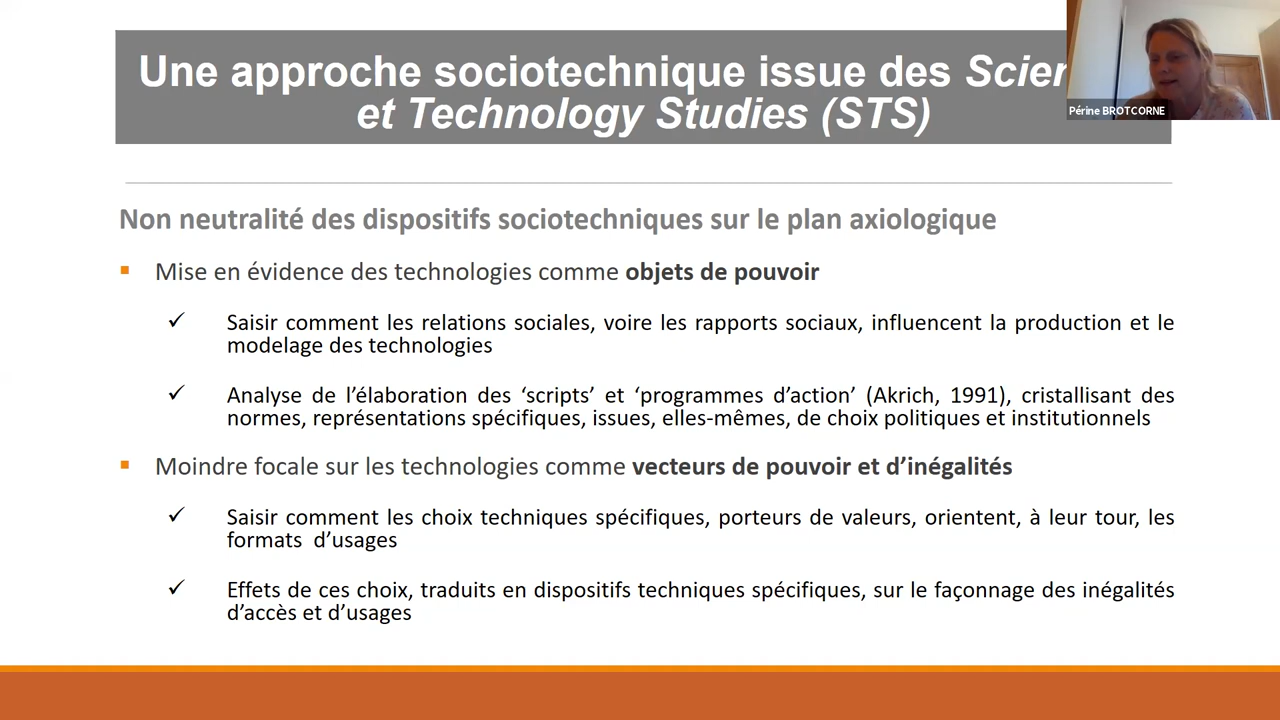 Une approche sociotechnique issue des
et Technology Studies (STS)
Périne BROTCORNE
Non neutralité des dispositifs sociotechniques sur le plan axiologique
▪ Mise en évidence des technologies comme objets de pouvoir
✓ Saisir comment les relations sociales, voire les rapports sociaux, influencent la production et le
modelage des technologies
✓ Analyse de l’élaboration des ‘scripts’ et ‘programmes d’action’ (Akrich, 1991), cristallisant des
normes, représentations spécifiques, issues, elles-mêmes, de choix politiques et institutionnels
▪ Moindre focale sur les technologies comme vecteurs de pouvoir et d’inégalités
✓ Saisir comment les choix techniques spécifiques, porteurs de valeurs, orientent, à leur tour, les
formats d’usages
✓ Effets de ces choix, traduits en dispositifs techniques spécifiques, sur le façonnage des inégalités
d’accès et d’usages